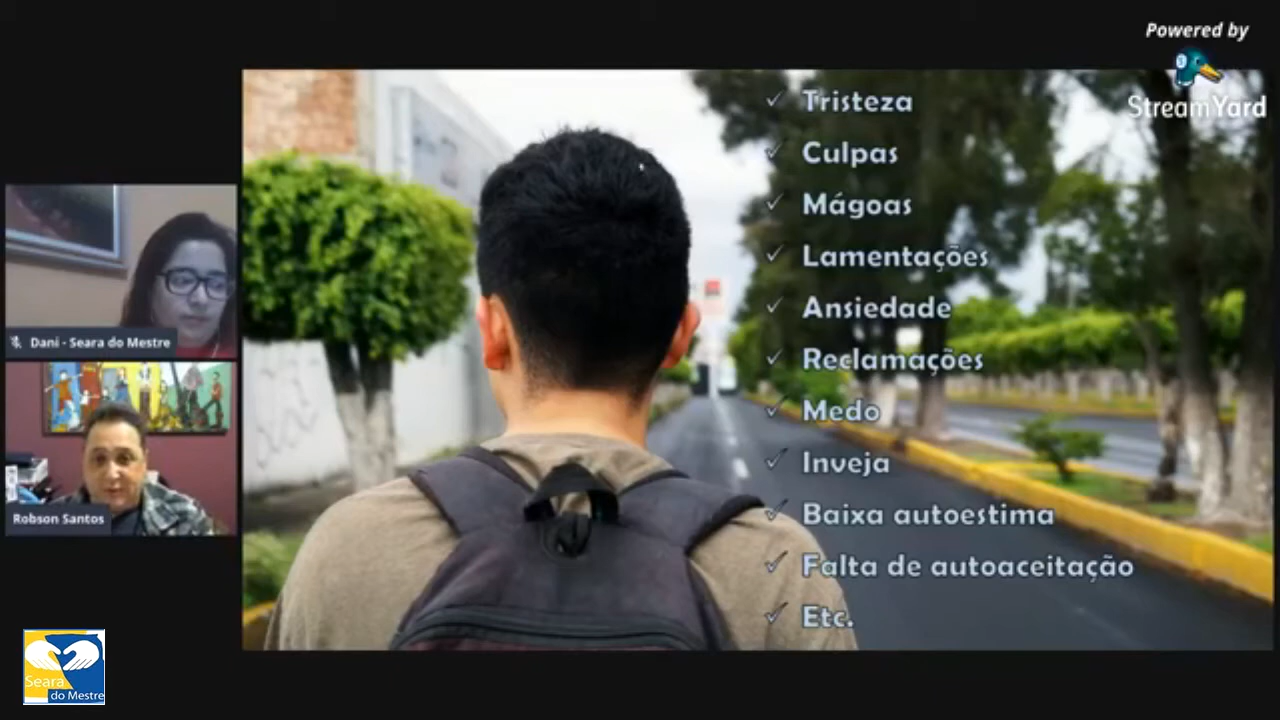 Powered by
StreamYard
Tristeza
Culpas
Mágoas
Lamentações
Ansiedade
Reclamações
Medo
Inveja
Baixa autoestima
Falta de autoaceitação
Etc.
Dani - Seara do Mestre
Robson Santos
Seara
do Mestre